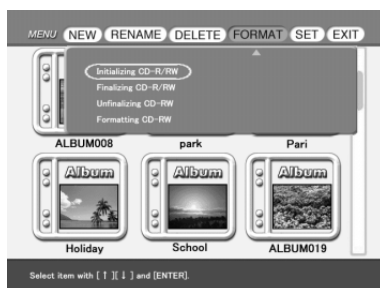 MENU NEW RENAME DELETE FORMAT SET EXIT
Initializing CD-R/RW
Finalizing CD-R/RW
Unfinalizing CD-RW
Formatting CD-RW
ALBUM008 park Pari
Album Album Album
Holiday School ALBUM019
Select item with [ ↑ ][ ↓ ] and [ENTER].